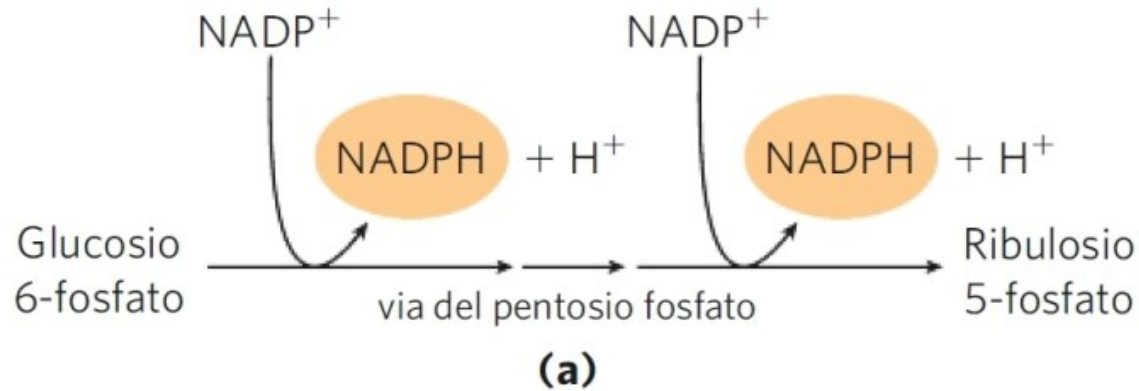 NADP⁺ NADP⁺
NADPH + H⁺ NADPH + H⁺
Glucosio
6-fosfato
via del pentosio fosfato
Ribulosio
5-fosfato
(a)